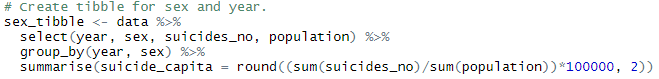 # Create tibble for sex and year.
sex_tibble <- data %>%
  select(year, sex, suicides_no, population) %>%
  group_by(year, sex) %>%
  summarise(suicide_capita = round((sum(suicides_no)/sum(population))*100000, 2))